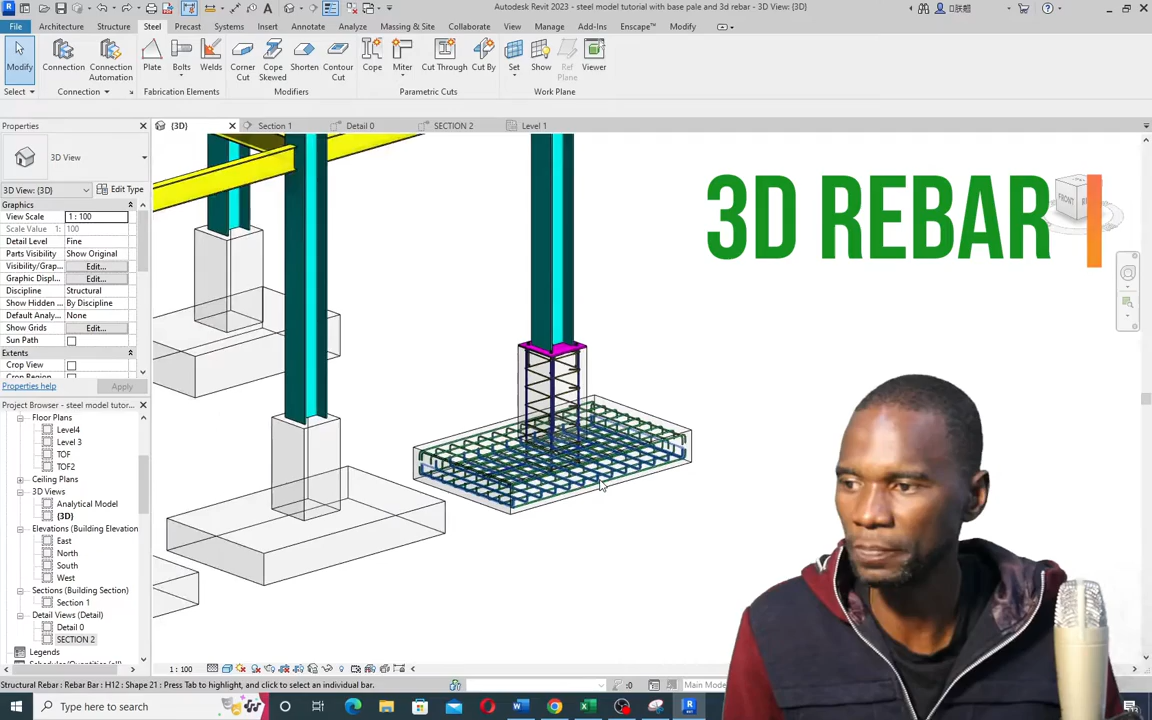 Autodesk Revit 2023 - steel model tutorial with base pale and 3d rebar - 3D View: {3D}
File Architecture Structure Steel Precast Systems Insert Annotate Analyze Massing & Site Collaborate View Manage Add-Ins Enscape™ Modify
Modify Connection Connection Automation Plate Bolts Welds Corner Cut Cope Skewed Shorten Contour Cut Cope Miter Cut Through Cut By Set Show Ref Plane Viewer
Select Connection Fabrication Elements Modifiers Parametric Cuts Work Plane
Properties
{3D} Section 1 Detail 0 SECTION 2 Level 1
3D View
3D View: {3D} Edit Type
Graphics
View Scale 1 : 100
Scale Value 1: 100
Detail Level Fine
Parts Visibility Show Original
Visibility/Grap... Edit...
Graphic Displ... Edit...
Discipline Structural
Show Hidden ... By Discipline
Default Analy... None
Show Grids Edit...
Sun Path
Extents
Crop View
Crop Region
Properties help Apply
3D REBAR
FRONT
Project Browser - steel model tutor...
Floor Plans
Level4
Level 3
TOF
TOF2
Ceiling Plans
3D Views
Analytical Model
{3D}
Elevations (Building Elevation
East
North
South
West
Sections (Building Section)
Section 1
Detail Views (Detail)
Detail 0
SECTION 2
Legends
Schedules/Quantities (all)
1 : 100
Structural Rebar : Rebar Bar : H12 : Shape 21 : Press Tab to highlight, and click to select an individual bar.
:0
Main Mode
Type here to search